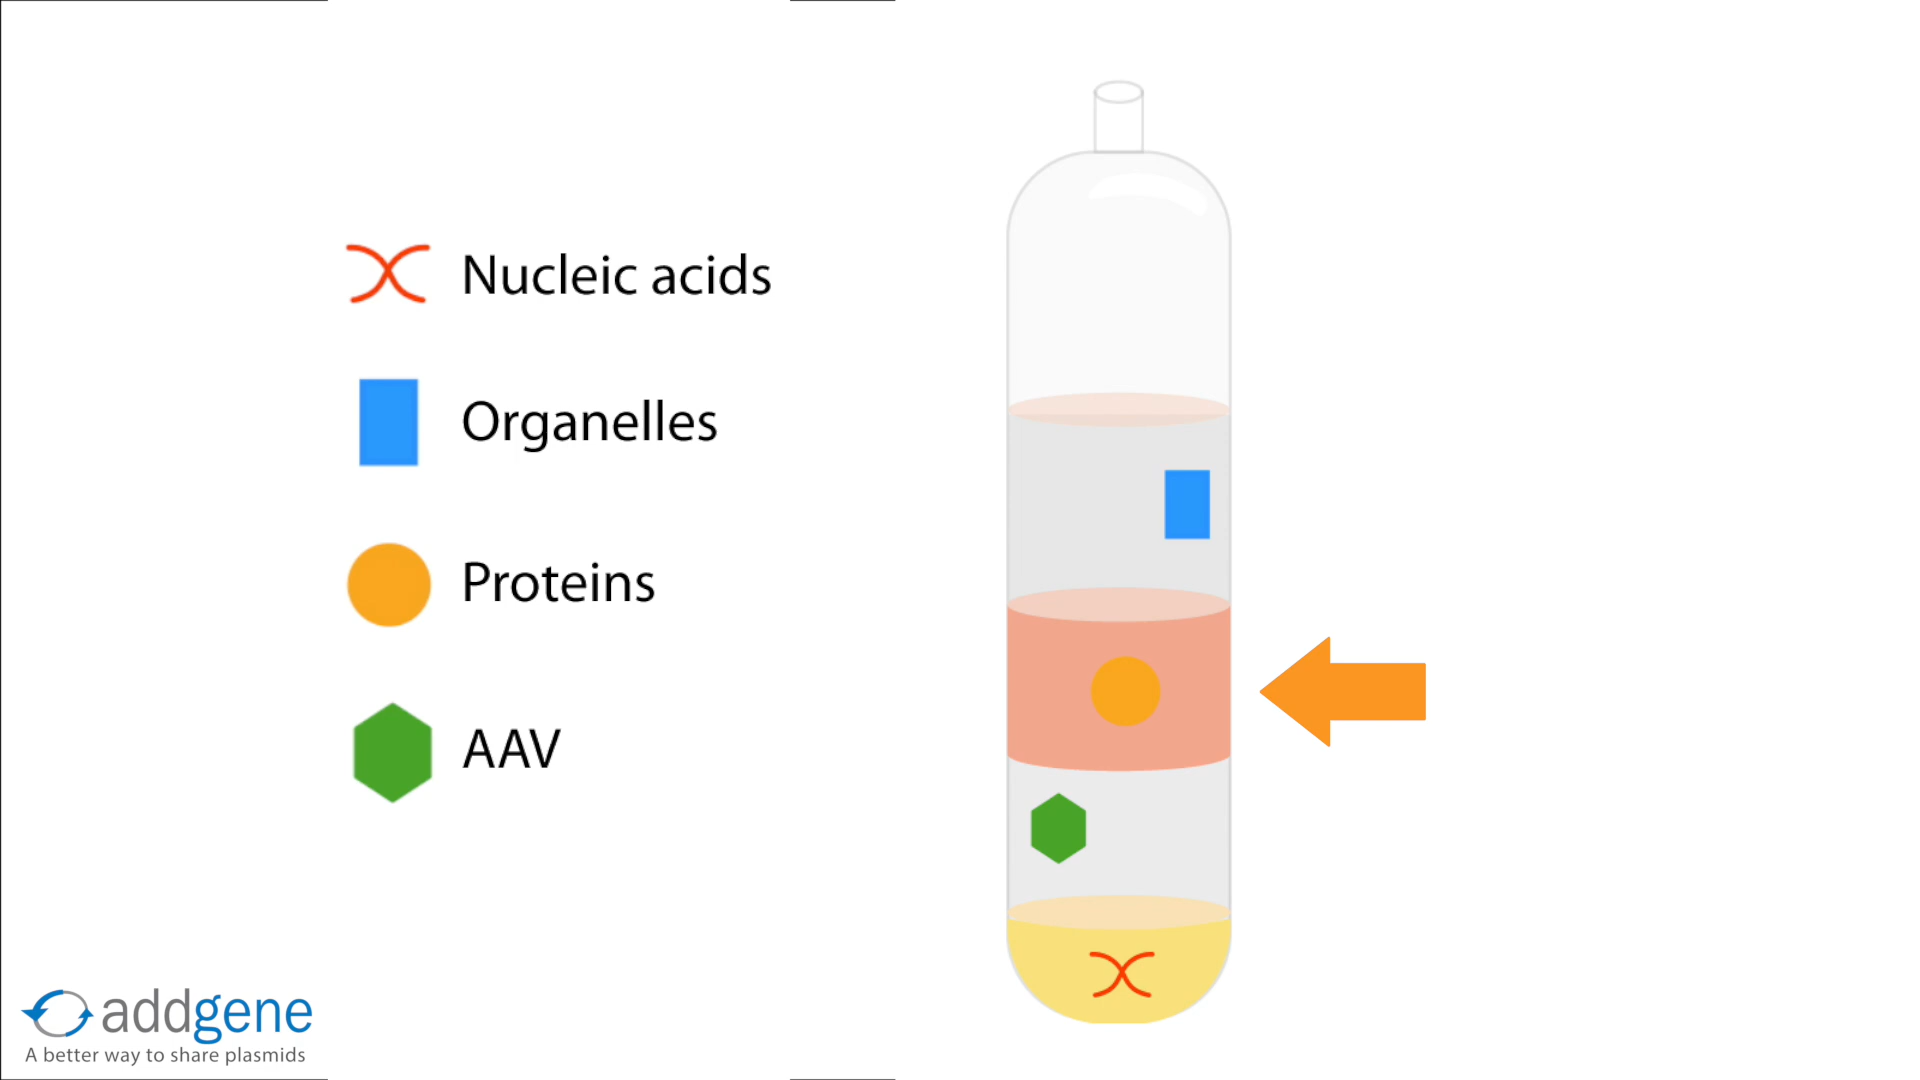 Nucleic acids
Organelles
Proteins
AAV
addgene
A better way to share plasmids